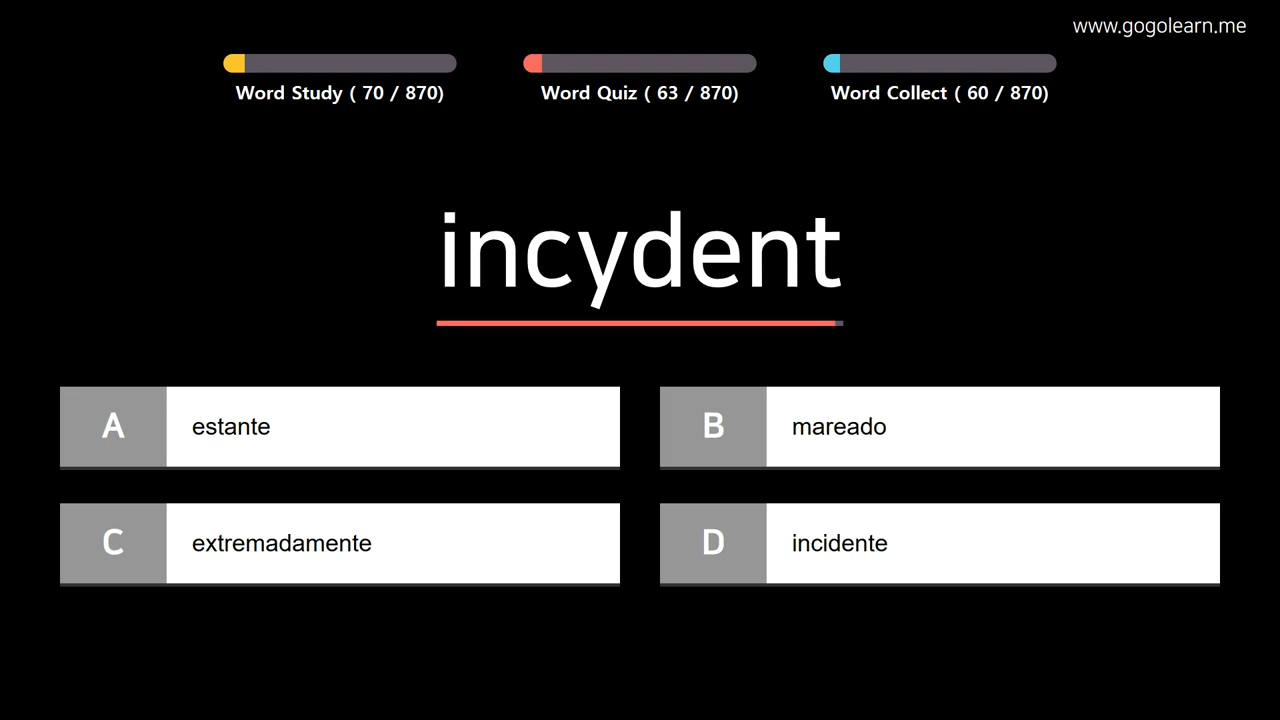 www.gogolearn.me
Word Study ( 70 / 870)
Word Quiz ( 63 / 870)
Word Collect ( 60 / 870)
incydent
A estante
B mareado
C extremadamente
D incidente